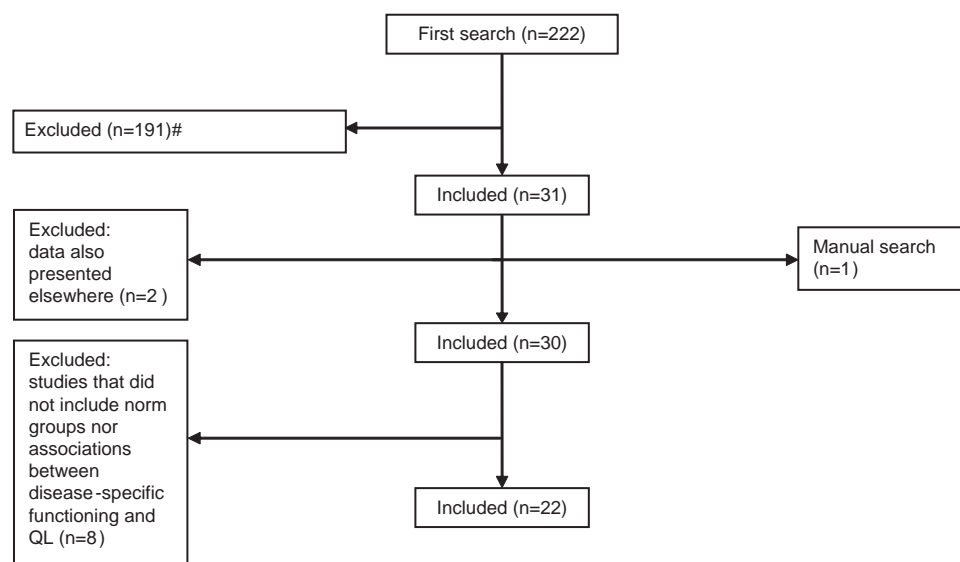 First search (n=222)
Excluded (n=191)#
Included (n=31)
Excluded:
data also
presented
elsewhere (n=2 )
Manual search
(n=1)
Included (n=30)
Excluded:
studies that did
not include norm
groups nor
associations
between
disease-specific
functioning and
QL (n=8 )
Included (n=22)